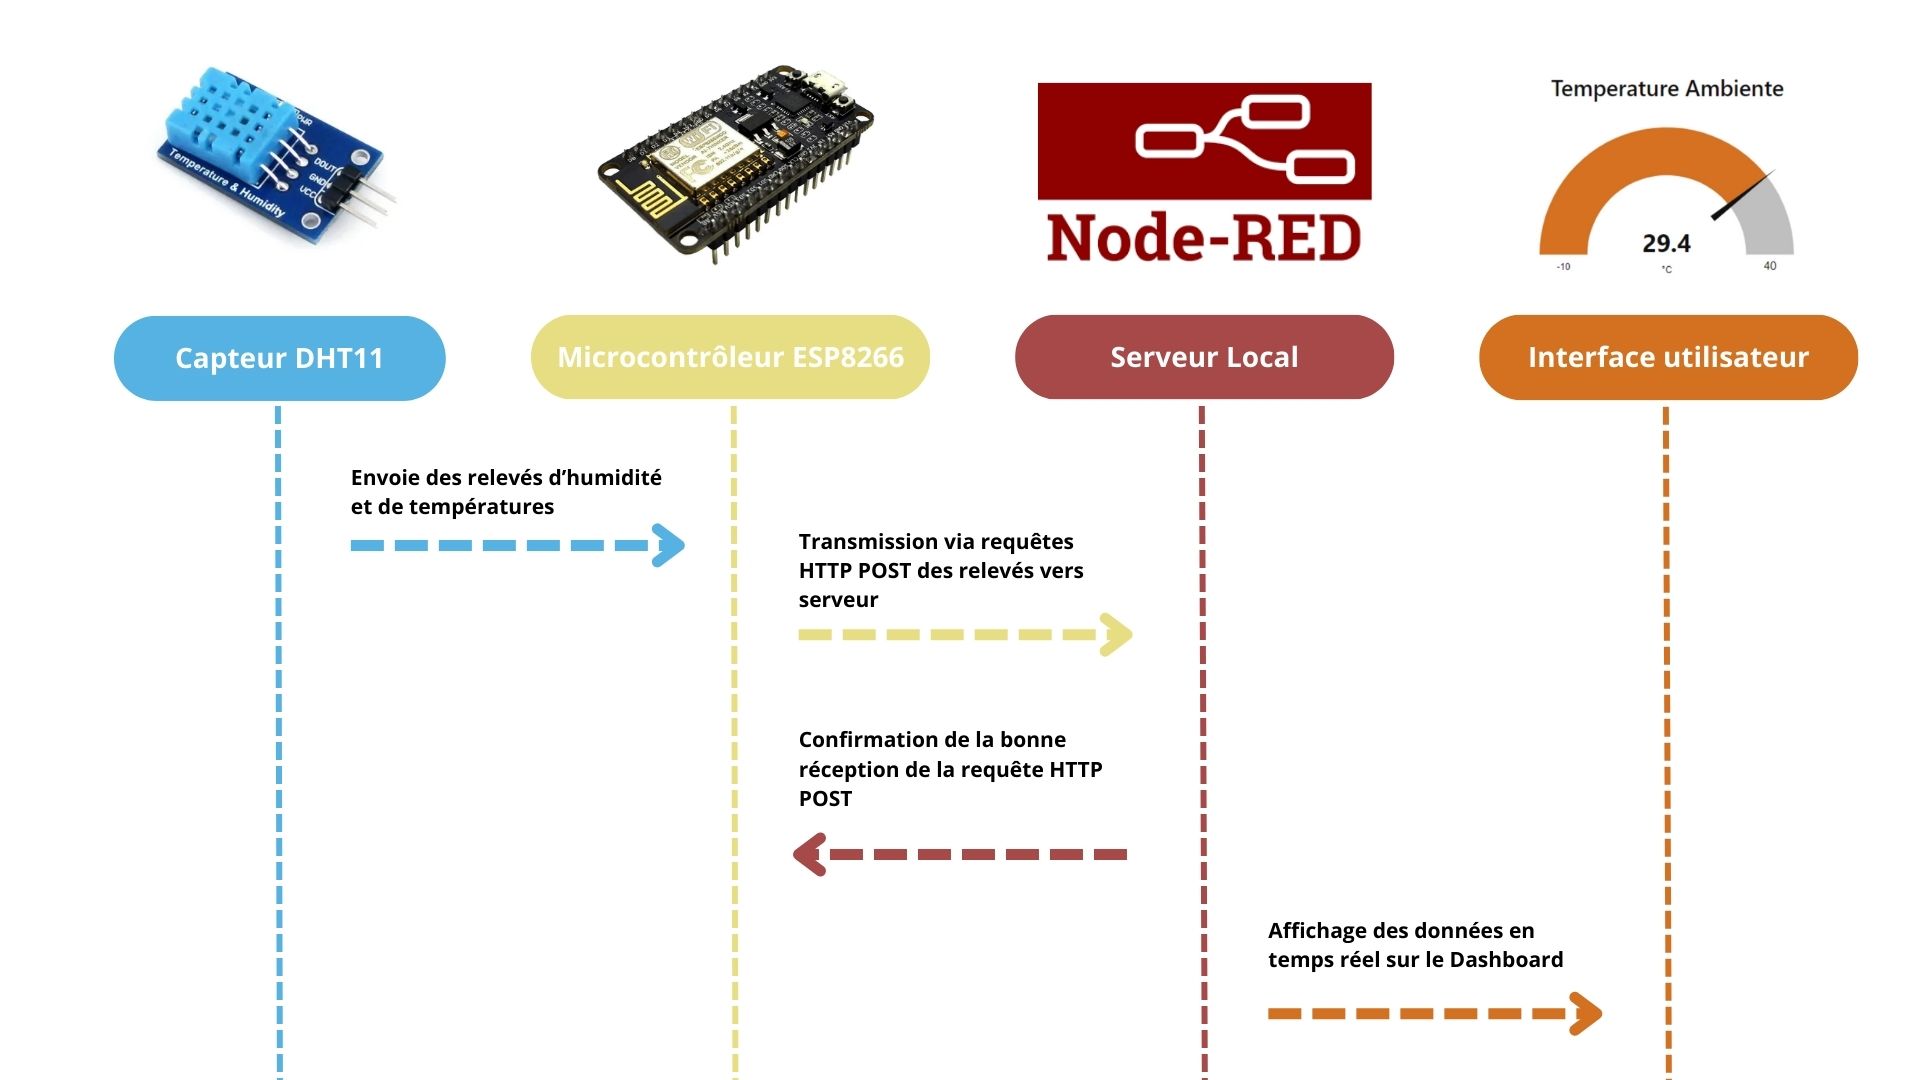 PWR
DOUT
GND
VCC
Temperature & Humidity
WiFi
Node-RED
Temperature Ambiente
29.4
-10
°C
40
Capteur DHT11
Microcontrôleur ESP8266
Serveur Local
Interface utilisateur
Envoie des relevés d’humidité
et de températures
Transmission via requêtes
HTTP POST des relevés vers
serveur
Confirmation de la bonne
réception de la requête HTTP
POST
Affichage des données en
temps réel sur le Dashboard